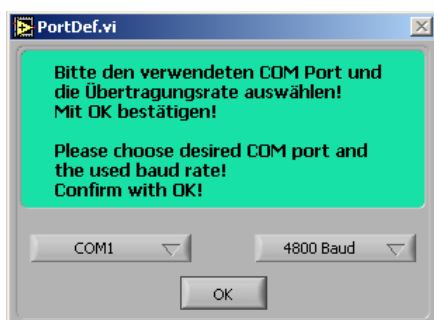 PortDef.vi
Bitte den verwendeten COM Port und
die Übertragungsrate auswählen!
Mit OK bestätigen!
Please choose desired COM port and
the used baud rate!
Confirm with OK!
COM1 4800 Baud
OK